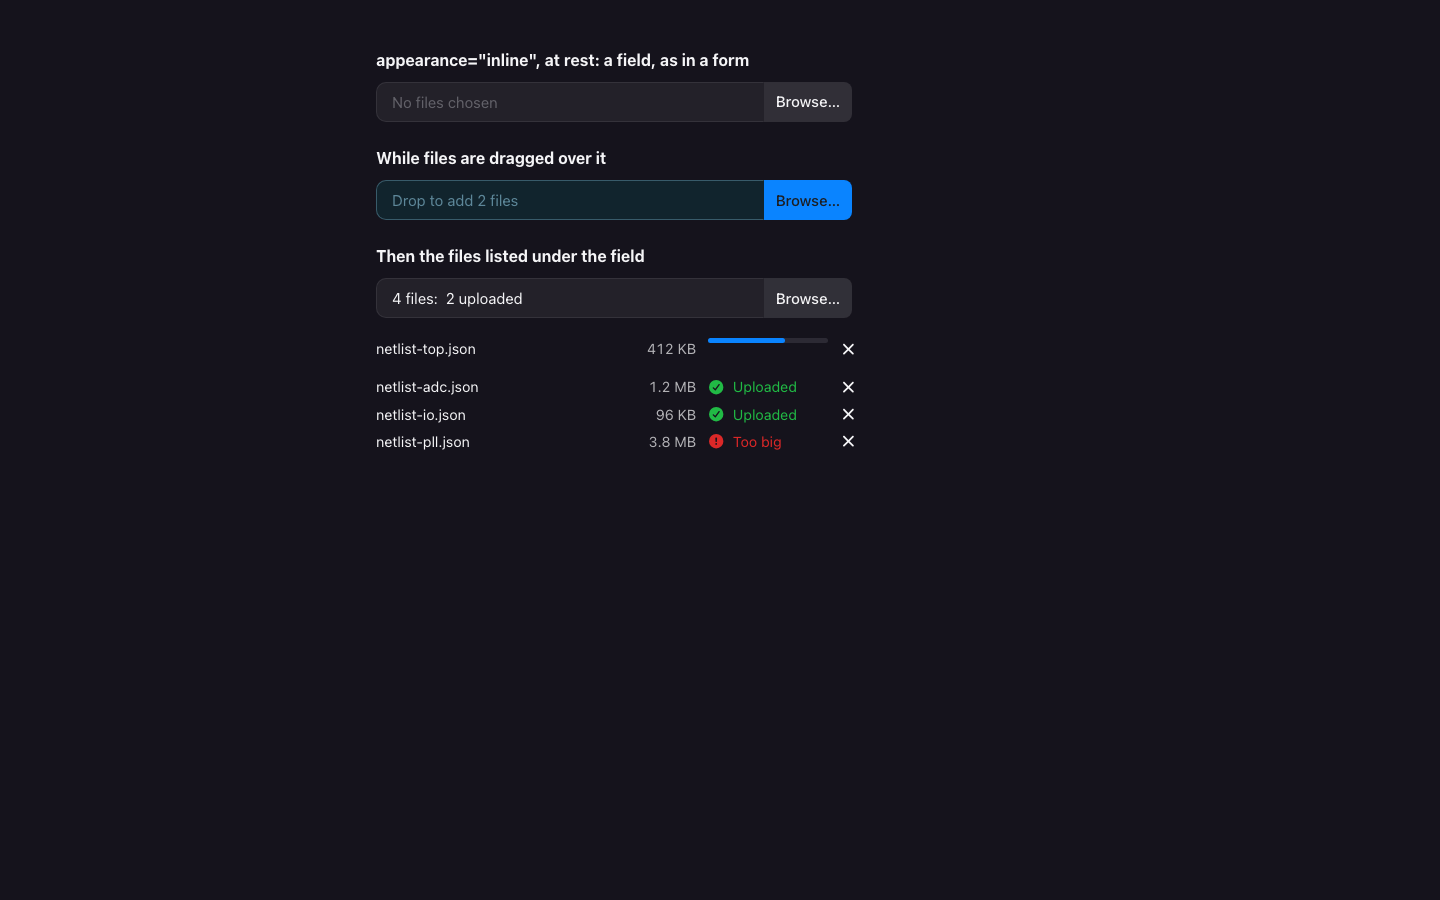 appearance="inline", at rest: a field, as in a form
No files chosen Browse...
While files are dragged over it
Drop to add 2 files Browse...
Then the files listed under the field
4 files: 2 uploaded Browse...
netlist-top.json 412 KB
netlist-adc.json 1.2 MB Uploaded
netlist-io.json 96 KB Uploaded
netlist-pll.json 3.8 MB Too big